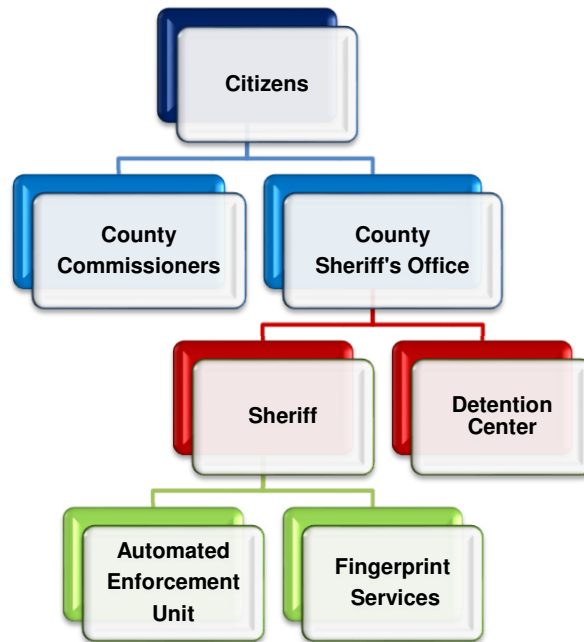 Citizens
County
Commissioners
County
Sheriff's Office
Sheriff
Detention
Center
Automated
Enforcement
Unit
Fingerprint
Services